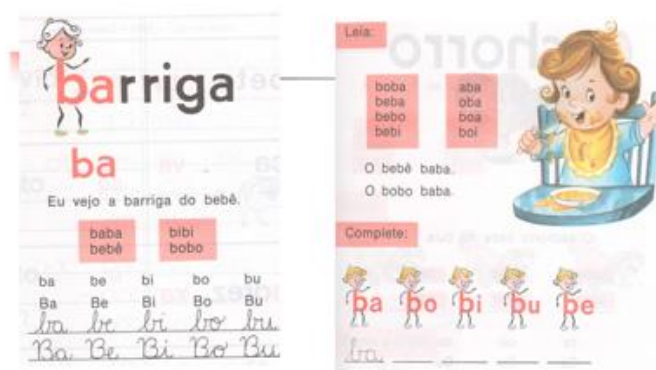 barriga
ba
Eu vejo a barriga do bebê.
baba bibi
bebê bobo
ba be bi bo bu
Ba Be Bi Bo Bu
ba be bi bo bu
Ba Be Bi Bo Bu
Leia:
boba aba
beba oba
bebo boa
bebi boi
O bebê baba.
O bobo baba.
Complete:
ba bo bi bu be
ba